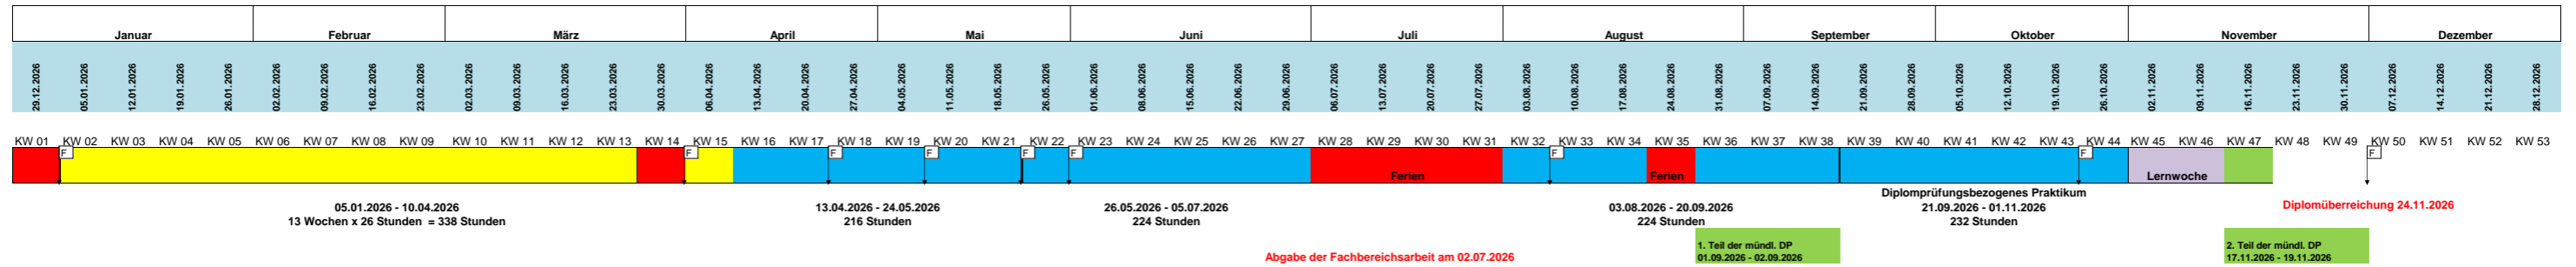 Januar Februar März April Mai Juni Juli August September Oktober November Dezember
29.12.2026 05.01.2026 12.01.2026 19.01.2026 26.01.2026 02.02.2026 09.02.2026 16.02.2026 23.02.2026 02.03.2026 09.03.2026 16.03.2026 23.03.2026 30.03.2026 06.04.2026 13.04.2026 20.04.2026 27.04.2026 04.05.2026 11.05.2026 18.05.2026 26.05.2026 01.06.2026 08.06.2026 15.06.2026 22.06.2026 29.06.2026 06.07.2026 13.07.2026 20.07.2026 27.07.2026 03.08.2026 10.08.2026 17.08.2026 24.08.2026 31.08.2026 07.09.2026 14.09.2026 21.09.2026 28.09.2026 05.10.2026 12.10.2026 19.10.2026 26.10.2026 02.11.2026 09.11.2026 16.11.2026 23.11.2026 30.11.2026 07.12.2026 14.12.2026 21.12.2026 28.12.2026
KW 01 KW 02 KW 03 KW 04 KW 05 KW 06 KW 07 KW 08 KW 09 KW 10 KW 11 KW 12 KW 13 KW 14 KW 15 KW 16 KW 17 KW 18 KW 19 KW 20 KW 21 KW 22 KW 23 KW 24 KW 25 KW 26 KW 27 KW 28 KW 29 KW 30 KW 31 KW 32 KW 33 KW 34 KW 35 KW 36 KW 37 KW 38 KW 39 KW 40 KW 41 KW 42 KW 43 KW 44 KW 45 KW 46 KW 47 KW 48 KW 49 KW 50 KW 51 KW 52 KW 53
F F F F F F F F F
Ferien Ferien Lernwoche
Diplomprüfungsbezogenes Praktikum
05.01.2026 - 10.04.2026 13.04.2026 - 24.05.2026 26.05.2026 - 05.07.2026 03.08.2026 - 20.09.2026 21.09.2026 - 01.11.2026 Diplomüberreichung 24.11.2026
13 Wochen x 26 Stunden = 338 Stunden 216 Stunden 224 Stunden 224 Stunden 232 Stunden
1. Teil der mündl. DP 2. Teil der mündl. DP
Abgabe der Fachbereichsarbeit am 02.07.2026 01.09.2026 - 02.09.2026 17.11.2026 - 19.11.2026